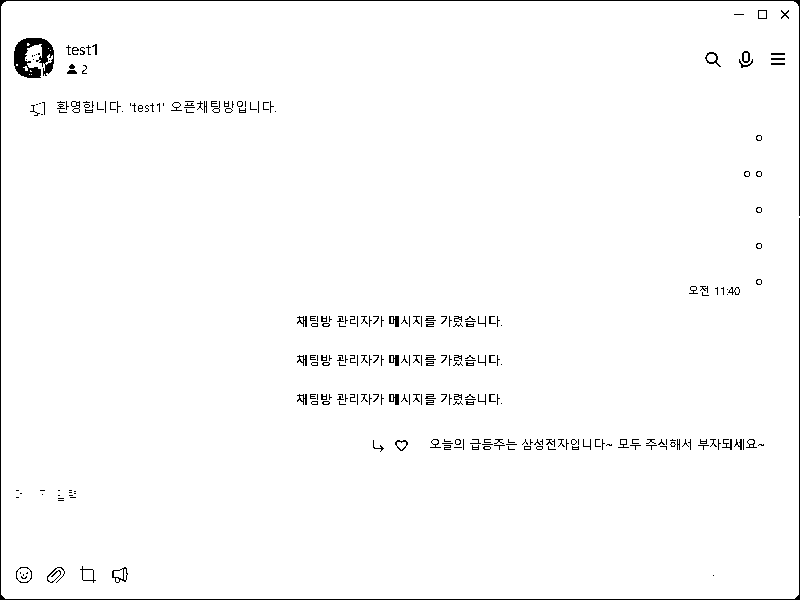 test1
2
환영합니다. 'test1' 오픈채팅방입니다.
ㅇ
ㅇㅇ
ㅇ
ㅇ
ㅇ
오전 11:40
채팅방 관리자가 메시지를 가렸습니다.
채팅방 관리자가 메시지를 가렸습니다.
채팅방 관리자가 메시지를 가렸습니다.
오늘의 급등주는 삼성전자입니다~ 모두 주식해서 부자되세요~